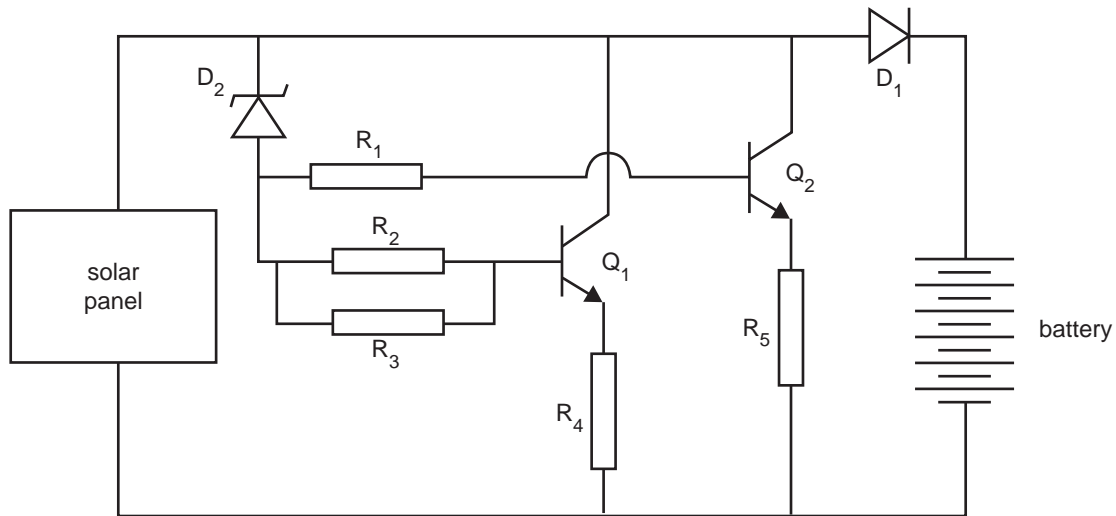 D2
D1
R1
Q2
R2
Q1
solar
panel
R3
R5
battery
R4